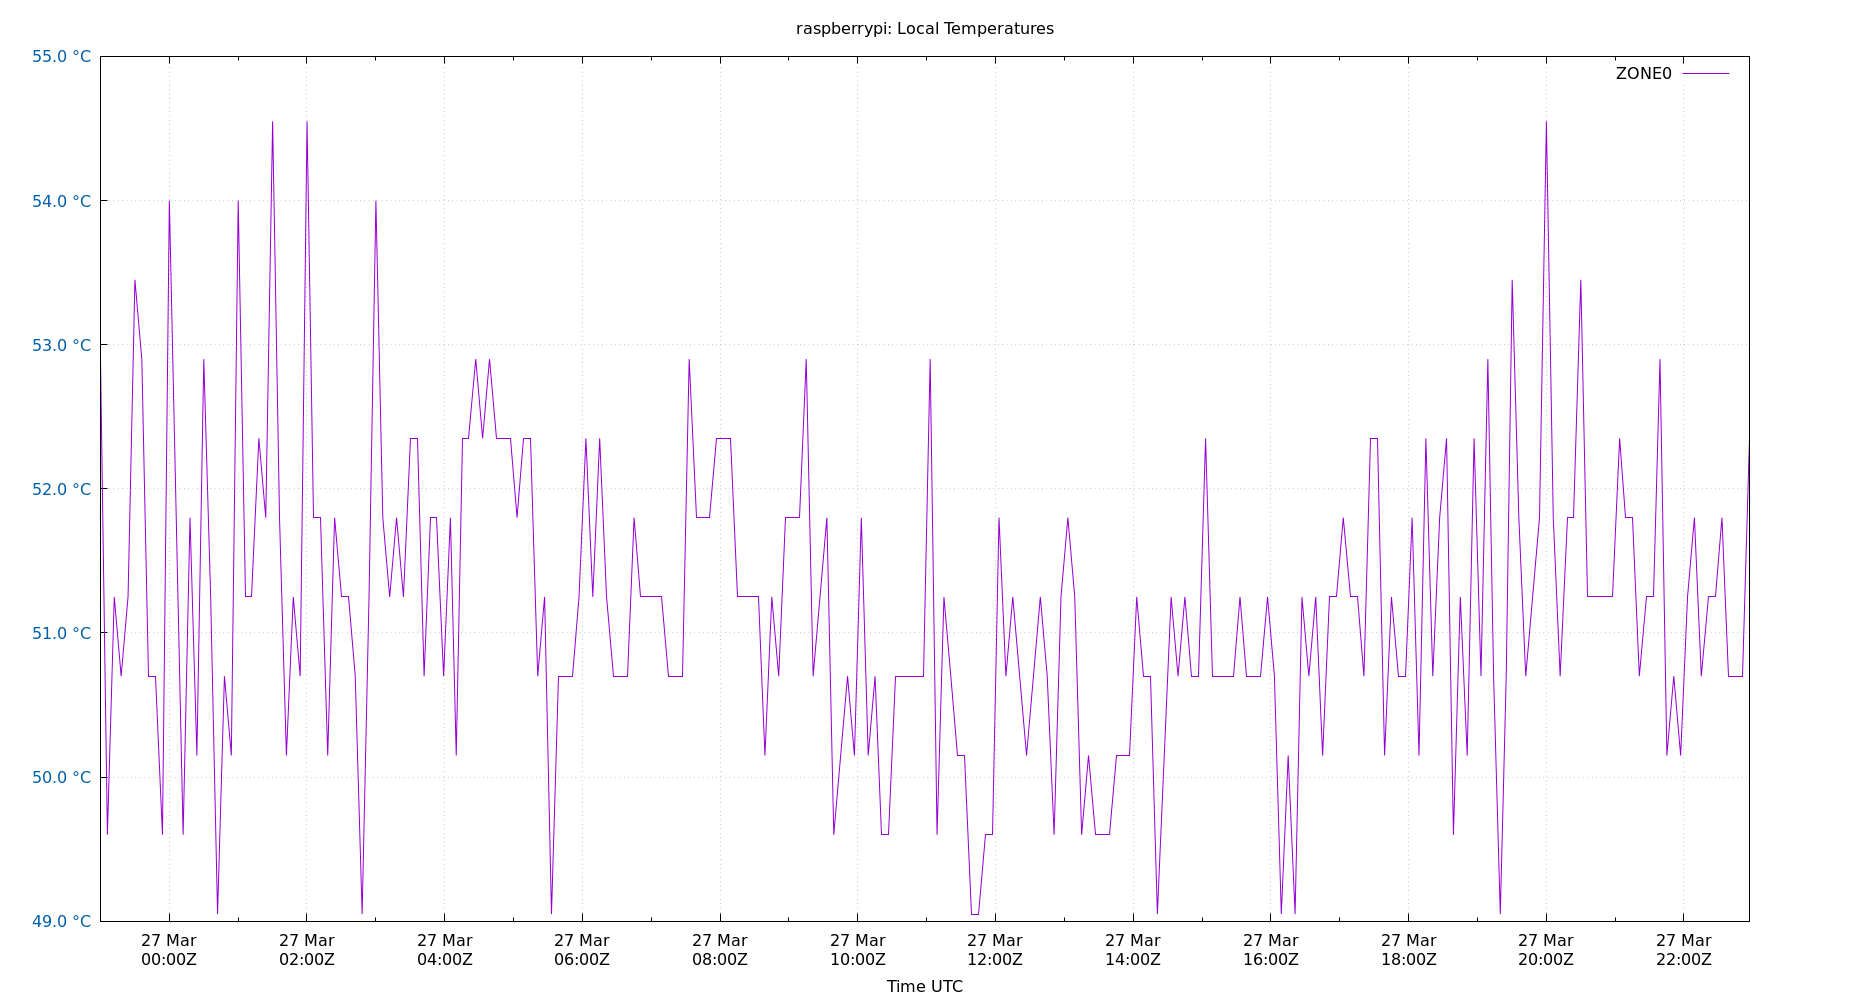 raspberrypi: Local Temperatures
ZONE0
55.0 °C
54.0 °C
53.0 °C
52.0 °C
51.0 °C
50.0 °C
49.0 °C
27 Mar 27 Mar 27 Mar 27 Mar 27 Mar 27 Mar 27 Mar 27 Mar 27 Mar 27 Mar 27 Mar 27 Mar
00:00Z 02:00Z 04:00Z 06:00Z 08:00Z 10:00Z 12:00Z 14:00Z 16:00Z 18:00Z 20:00Z 22:00Z
Time UTC